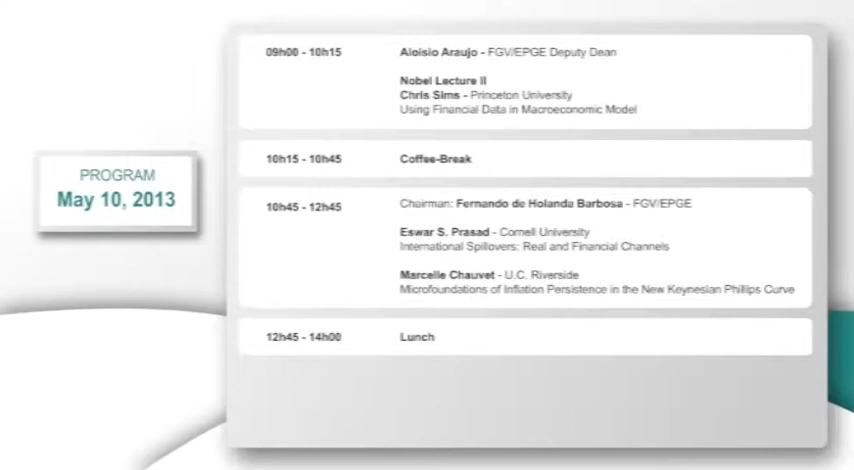 PROGRAM
May 10, 2013
09h00 - 10h15
Aloisio Araujo - FGV/EPGE Deputy Dean
Nobel Lecture II
Chris Sims - Princeton University
Using Financial Data in Macroeconomic Model
10h15 - 10h45
Coffee-Break
10h45 - 12h45
Chairman: Fernando de Holanda Barbosa - FGV/EPGE
Eswar S. Prasad - Cornell University
International Spillovers: Real and Financial Channels
Marcelle Chauvet - U.C. Riverside
Microfoundations of Inflation Persistence in the New Keynesian Phillips Curve
12h45 - 14h00
Lunch